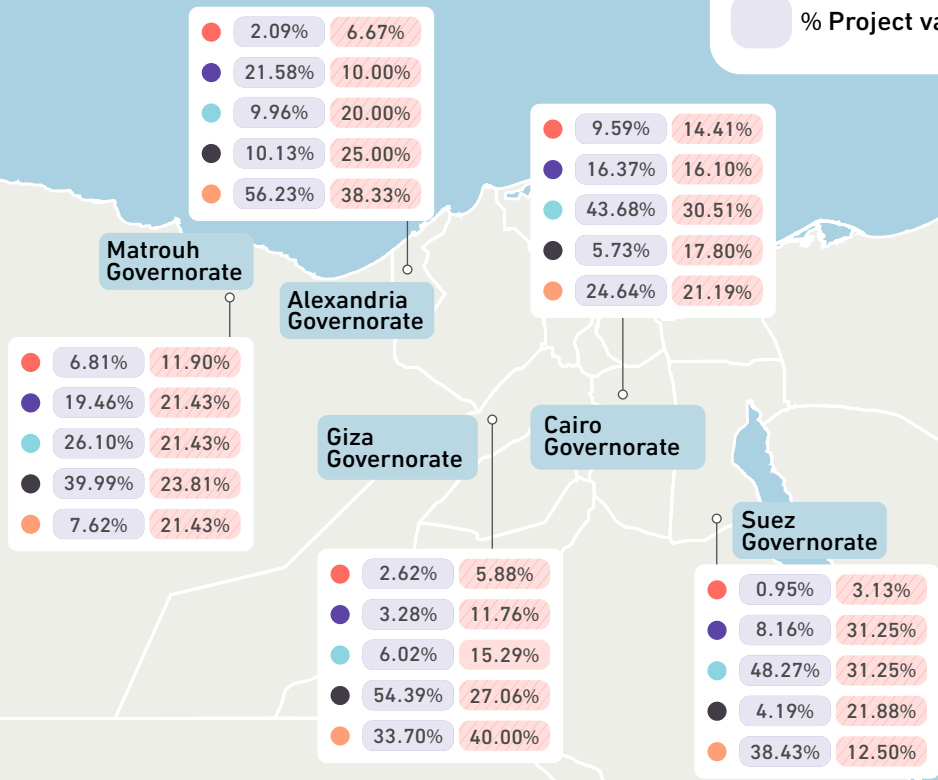 % Project
2.09% 6.67%
21.58% 10.00%
9.96% 20.00%
10.13% 25.00%
56.23% 38.33%
9.59% 14.41%
16.37% 16.10%
43.68% 30.51%
5.73% 17.80%
24.64% 21.19%
Matrouh
Governorate
Alexandria
Governorate
6.81% 11.90%
19.46% 21.43%
26.10% 21.43%
39.99% 23.81%
7.62% 21.43%
Giza
Governorate
Cairo
Governorate
Suez
Governorate
2.62% 5.88%
3.28% 11.76%
6.02% 15.29%
54.39% 27.06%
33.70% 40.00%
0.95% 3.13%
8.16% 31.25%
48.27% 31.25%
4.19% 21.88%
38.43% 12.50%